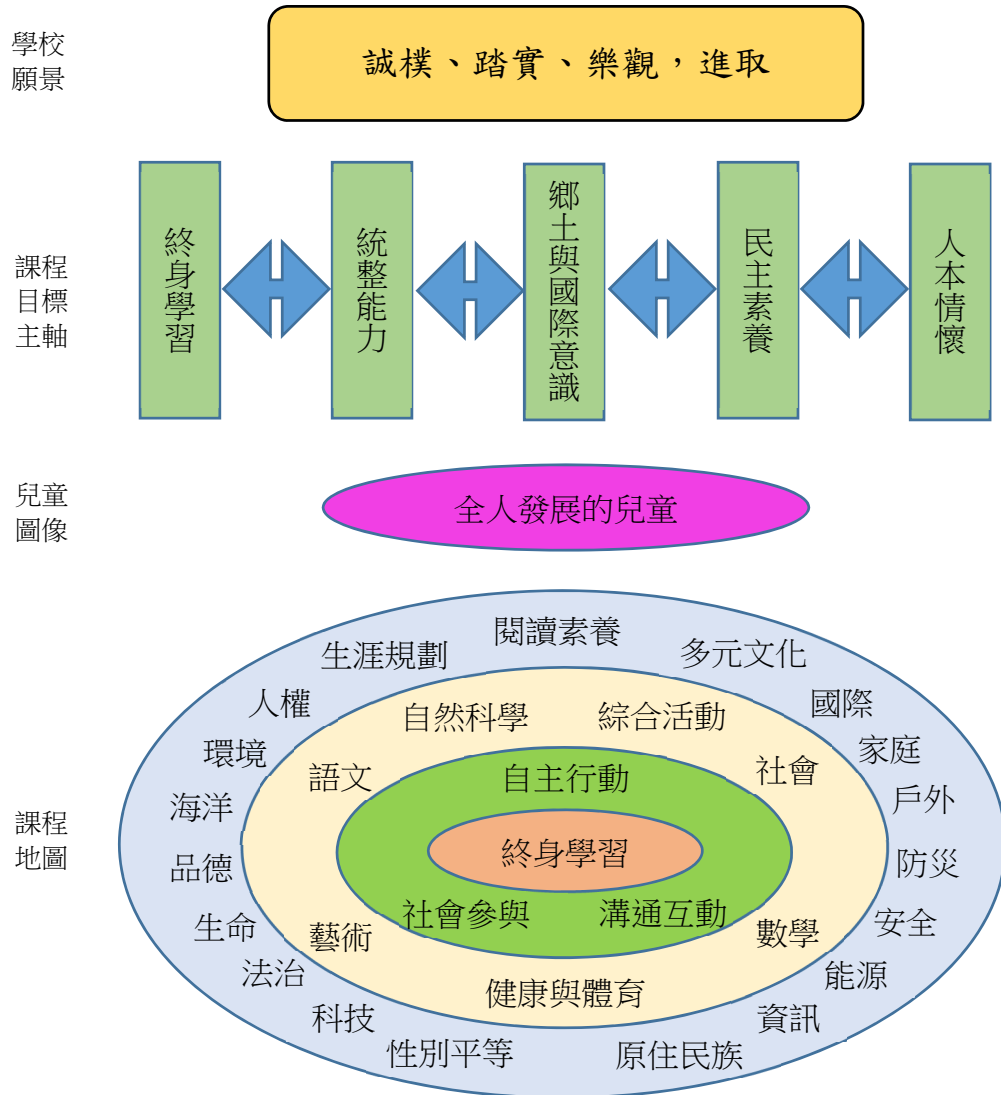 學校
願景
誠樸、踏實、樂觀，進取
課程
目標
主軸
終身學習
統整能力
鄉土與國際意識
民主素養
人本情懷
兒童
圖像
全人發展的兒童
課程
地圖
閱讀素養
生涯規劃
多元文化
人權
國際
環境
家庭
海洋
戶外
品德
防災
生命
安全
法治
能源
科技
資訊
性別平等
原住民族
自然科學
綜合活動
語文
社會
藝術
數學
健康與體育
自主行動
社會參與
溝通互動
終身學習